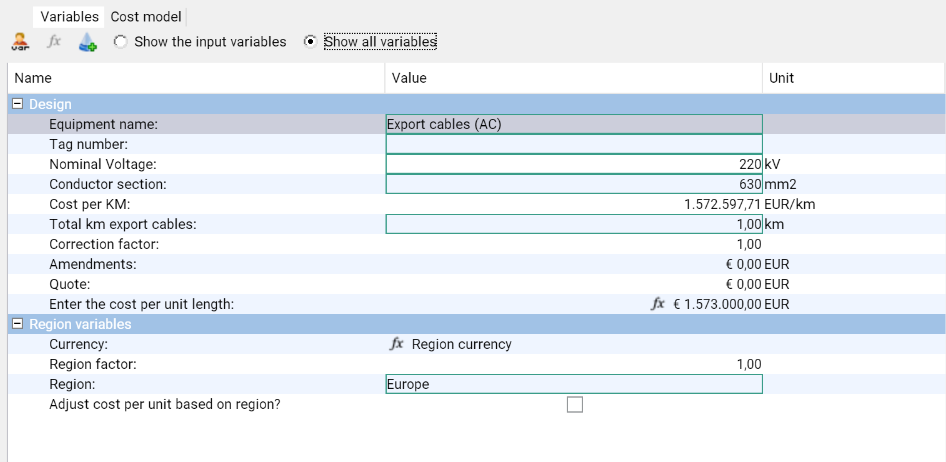 Variables Cost model
var fx Show the input variables Show all variables
Name Value Unit
Design
Equipment name: Export cables (AC)
Tag number:
Nominal Voltage: 220 kV
Conductor section: 630 mm2
Cost per KM: 1.572.597,71 EUR/km
Total km export cables: 1,00 km
Correction factor: 1,00
Amendments: € 0,00 EUR
Quote: € 0,00 EUR
Enter the cost per unit length: fx € 1.573.000,00 EUR
Region variables
Currency: fx Region currency
Region factor: 1,00
Region: Europe
Adjust cost per unit based on region?